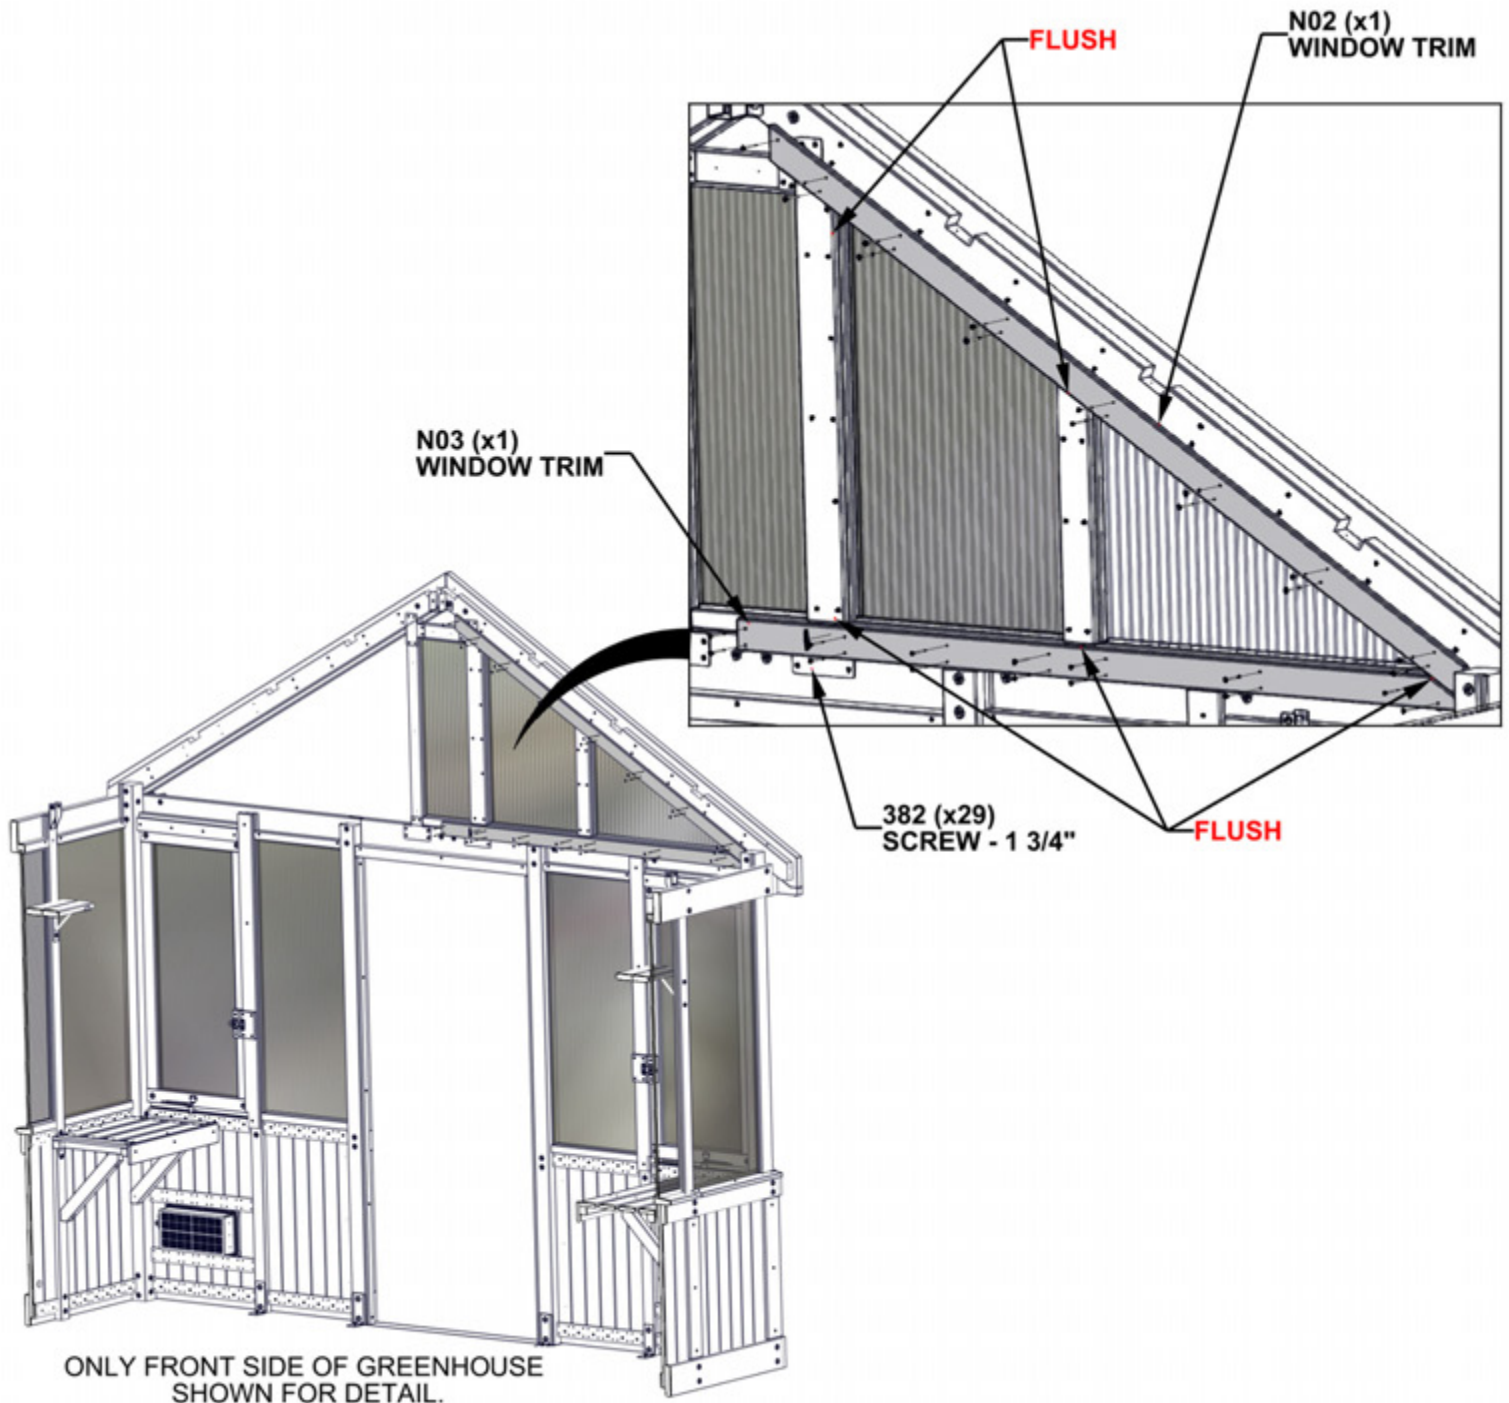 FLUSH
N02 (x1)
WINDOW TRIM
N03 (x1)
WINDOW TRIM
382 (x29)
SCREW - 1 3/4"
FLUSH
ONLY FRONT SIDE OF GREENHOUSE
SHOWN FOR DETAIL.